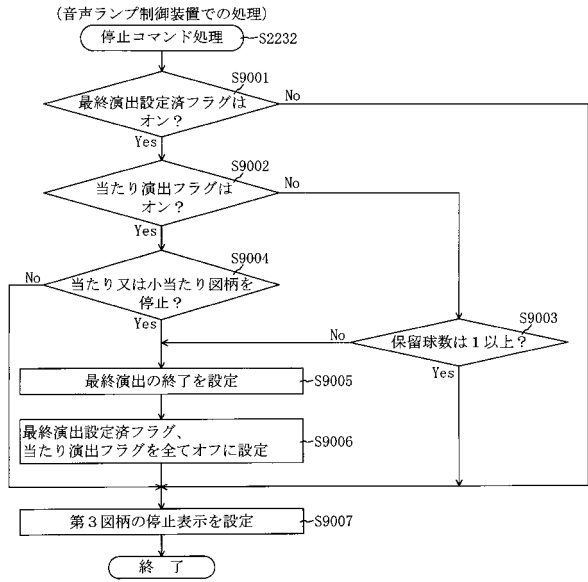 (音声ランプ制御装置での処理)
停止コマンド処理
S2232
S9001
最終演出設定済フラグは
オン?
No
Yes
S9002
当たり演出フラグは
オン?
No
Yes
S9004
No
当たり又は小当たり図柄を
停止?
Yes
S9003
No
保留球数は1以上?
Yes
最終演出の終了を設定
S9005
最終演出設定済フラグ、
当たり演出フラグを全てオフに設定
S9006
第3図柄の停止表示を設定
S9007
終 了